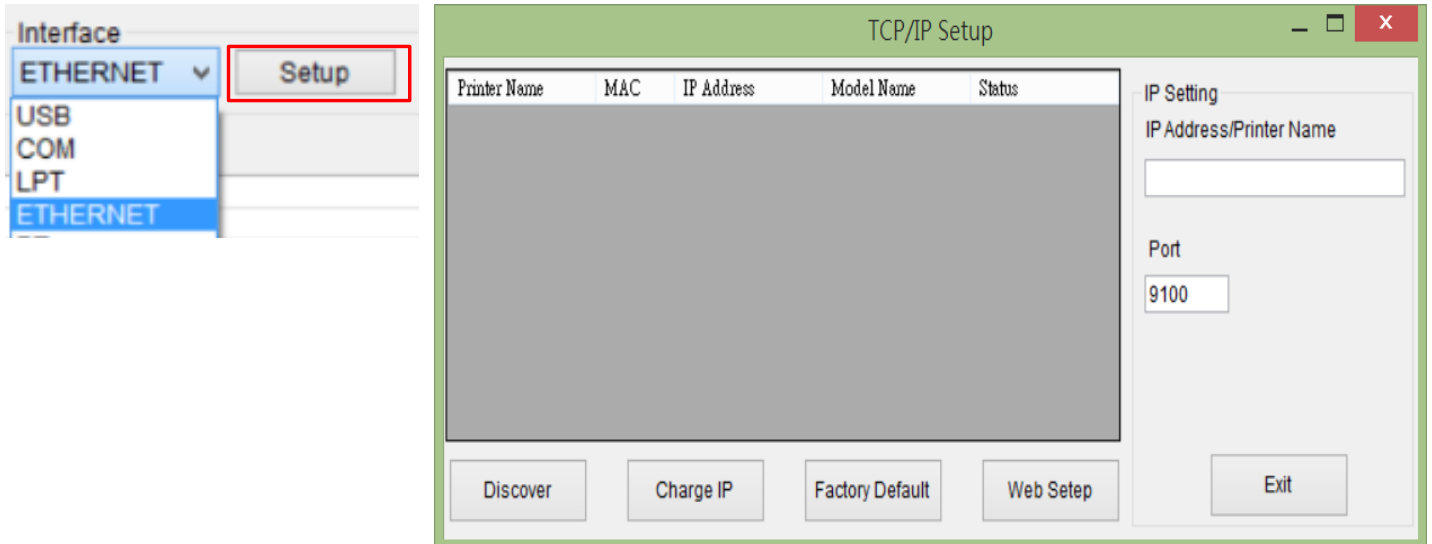 Interface
ETHERNET
Setup
USB
COM
LPT
ETHERNET
TCP/IP Setup
Printer Name MAC IP Address Model Name Status
IP Setting
IP Address/Printer Name
Port
9100
Discover Charge IP Factory Default Web Setep Exit